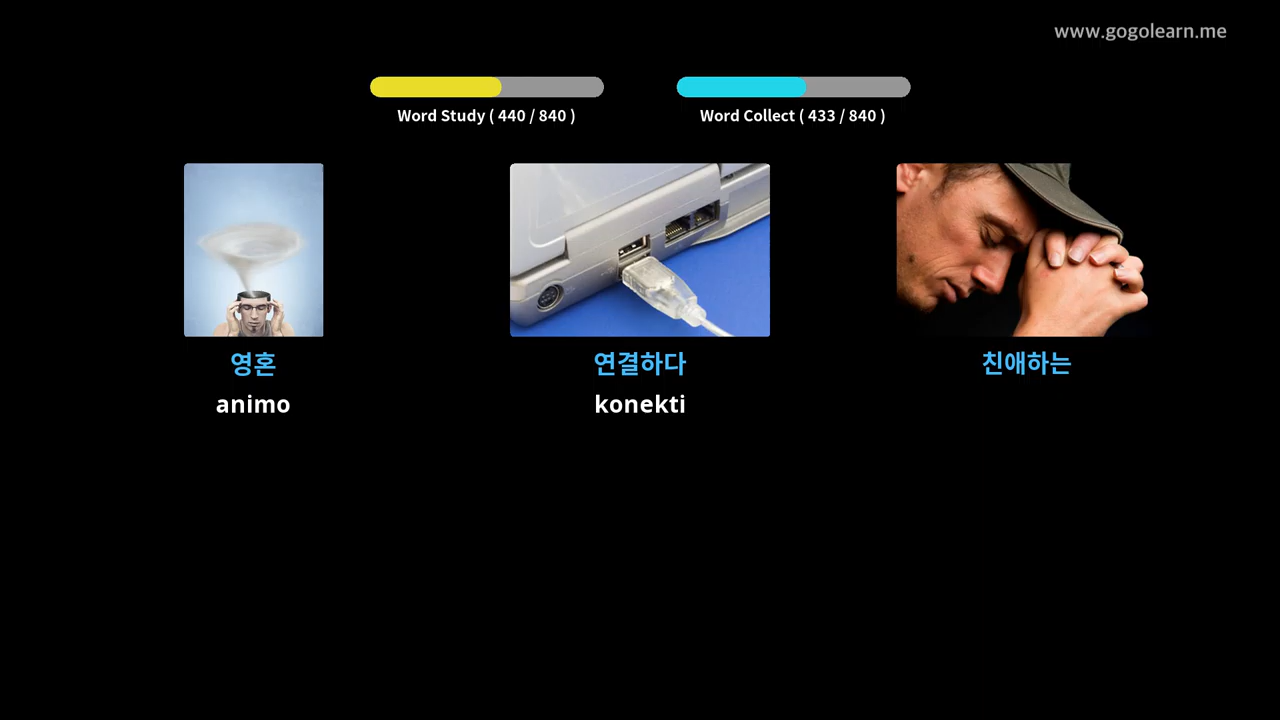 www.gogolearn.me
Word Study ( 440 / 840 )
Word Collect ( 433 / 840 )
영혼
animo
연결하다
konekti
친애하는